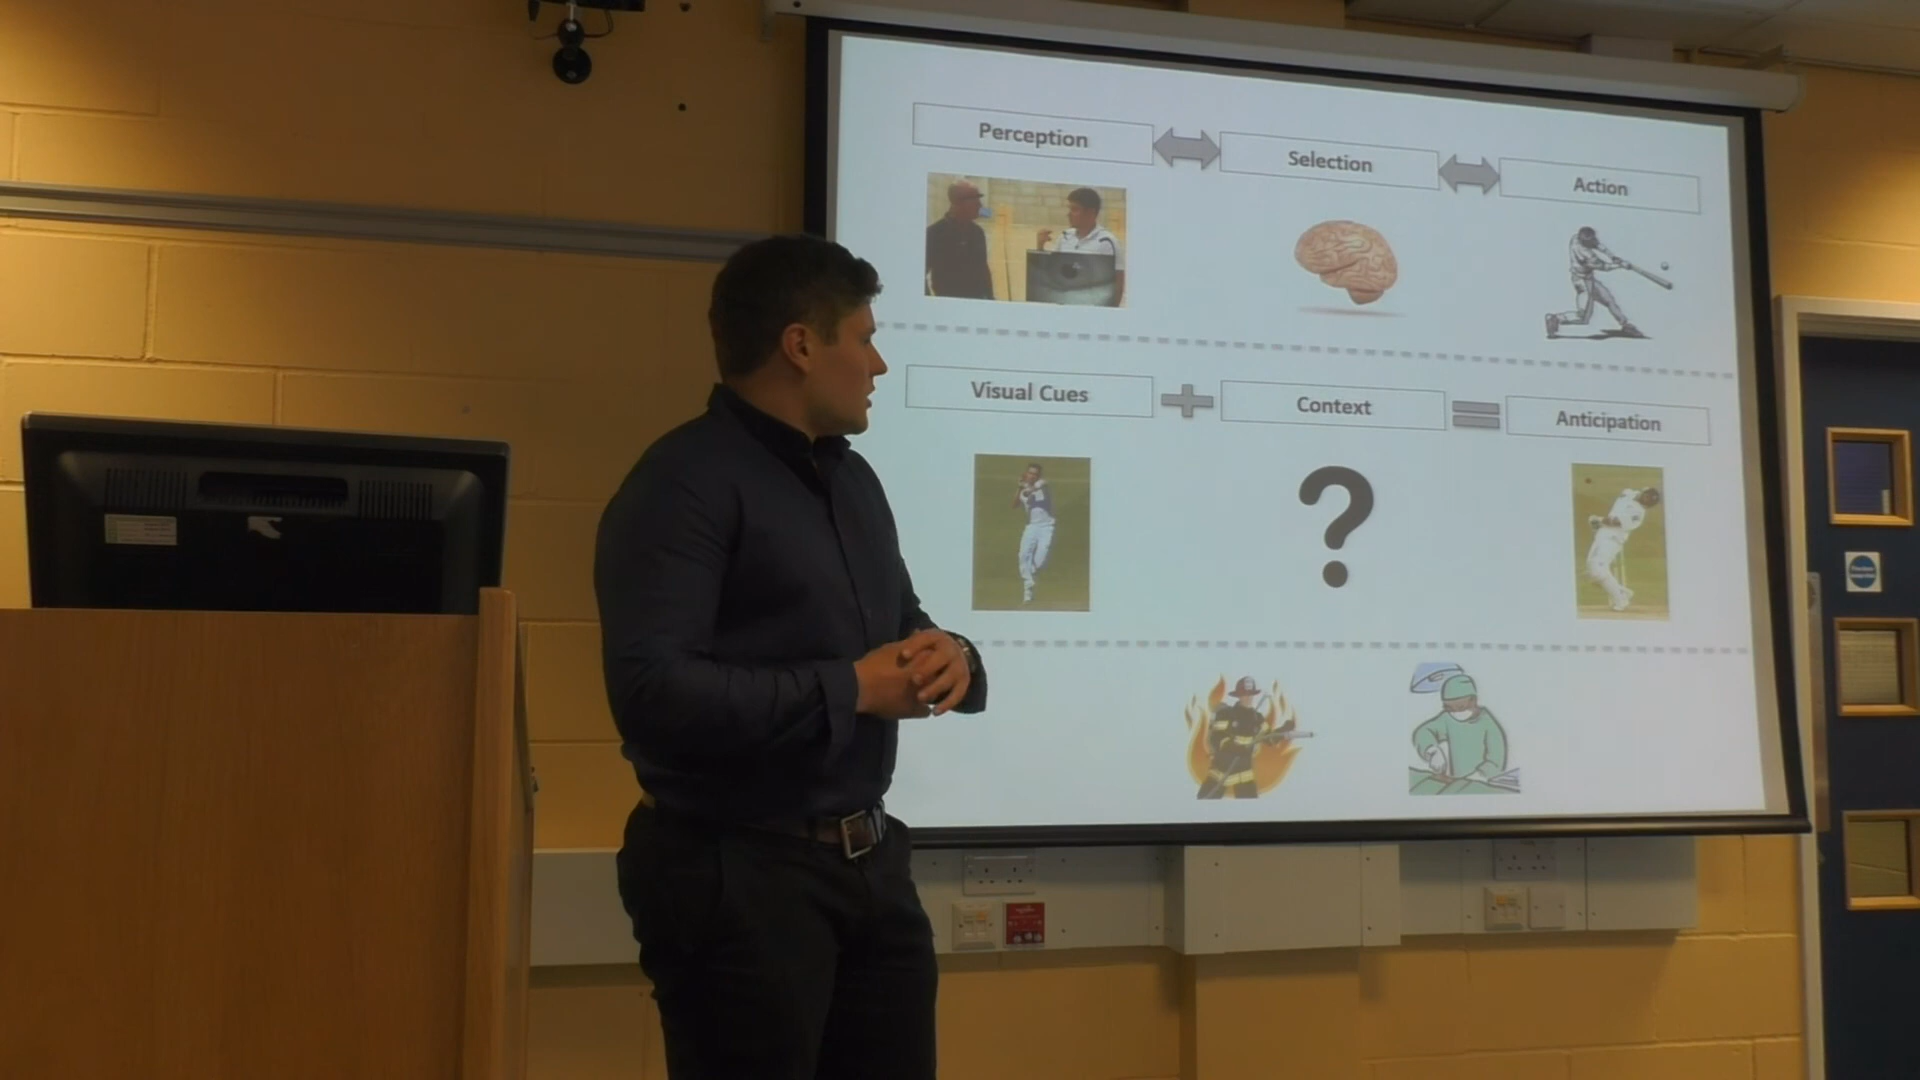 Perception
Selection
Action
Visual Cues
Context
Anticipation
?